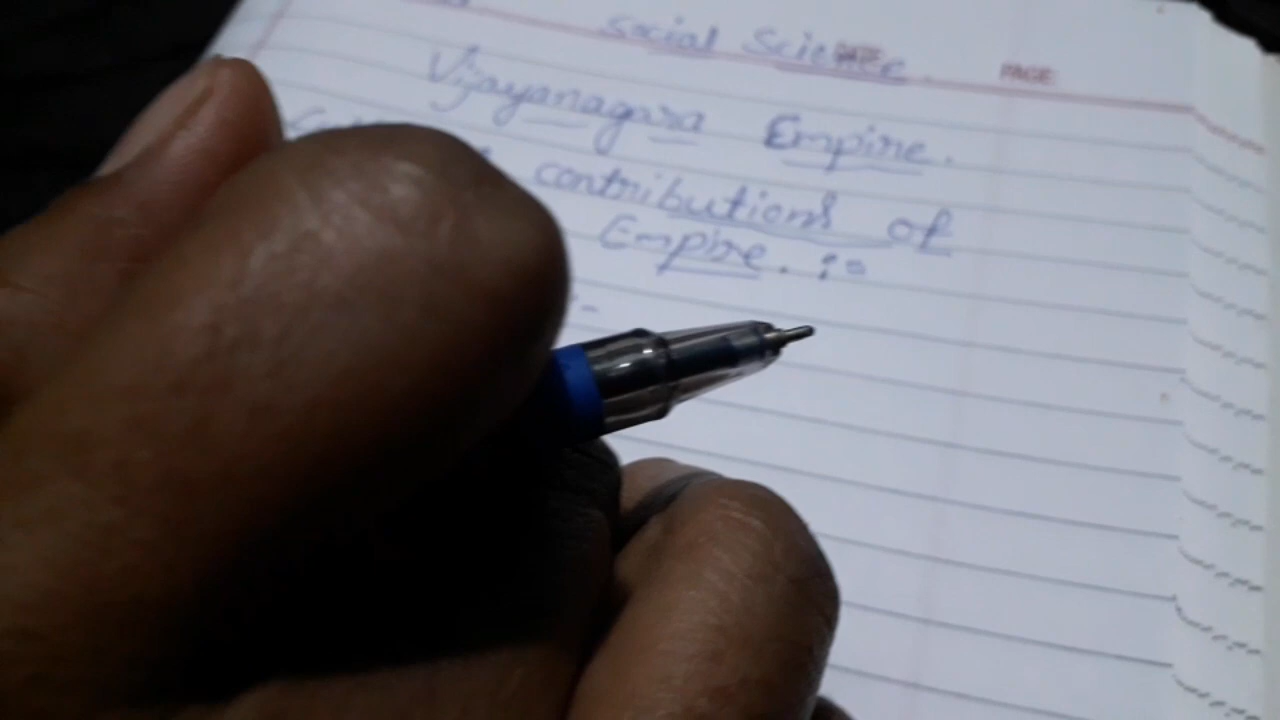 Social Science.
PAGE
Vijayanagara Empire.
contributions of
Empire. :-
:-